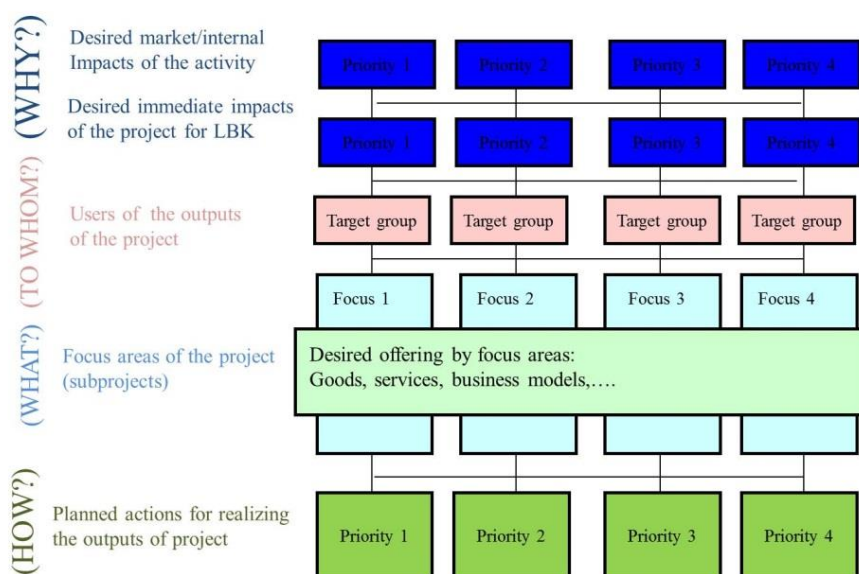 (WHY?)
Desired market/internal
Impacts of the activity
Priority 1 Priority 2 Priority 3 Priority 4
Desired immediate impacts
of the project for LBK
Priority 1 Priority 2 Priority 3 Priority 4
(TO WHOM?)
Users of the outputs
of the project
Target group Target group Target group Target group
Focus 1 Focus 2 Focus 3 Focus 4
(WHAT?)
Focus areas of the project
(subprojects)
Desired offering by focus areas:
Goods, services, business models,....
(HOW?)
Planned actions for realizing
the outputs of project
Priority 1 Priority 2 Priority 3 Priority 4